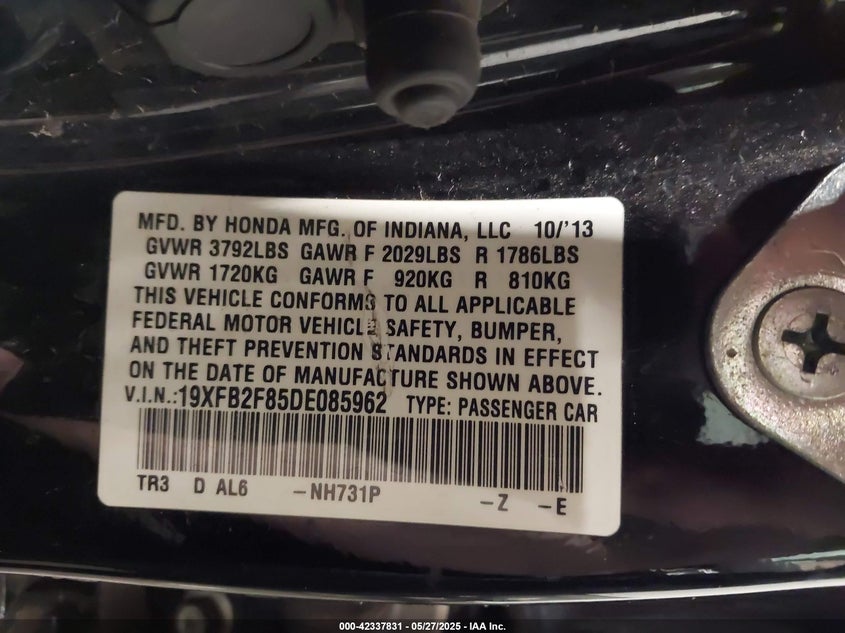 MFD. BY HONDA MFG. OF INDIANA, LLC 10/'13
GVWR 3792LBS GAWR F 2029LBS R 1786LBS
GVWR 1720KG GAWR F 920KG R 810KG
THIS VEHICLE CONFORMS TO ALL APPLICABLE
FEDERAL MOTOR VEHICLE SAFETY, BUMPER,
AND THEFT PREVENTION STANDARDS IN EFFECT
ON THE DATE OF MANUFACTURE SHOWN ABOVE.
V.I.N.:19XFB2F85DE085962 TYPE: PASSENGER CAR
TR3 D AL6 -NH731P -Z -E
000-42337831 - 05/27/2025 - IAA Inc.